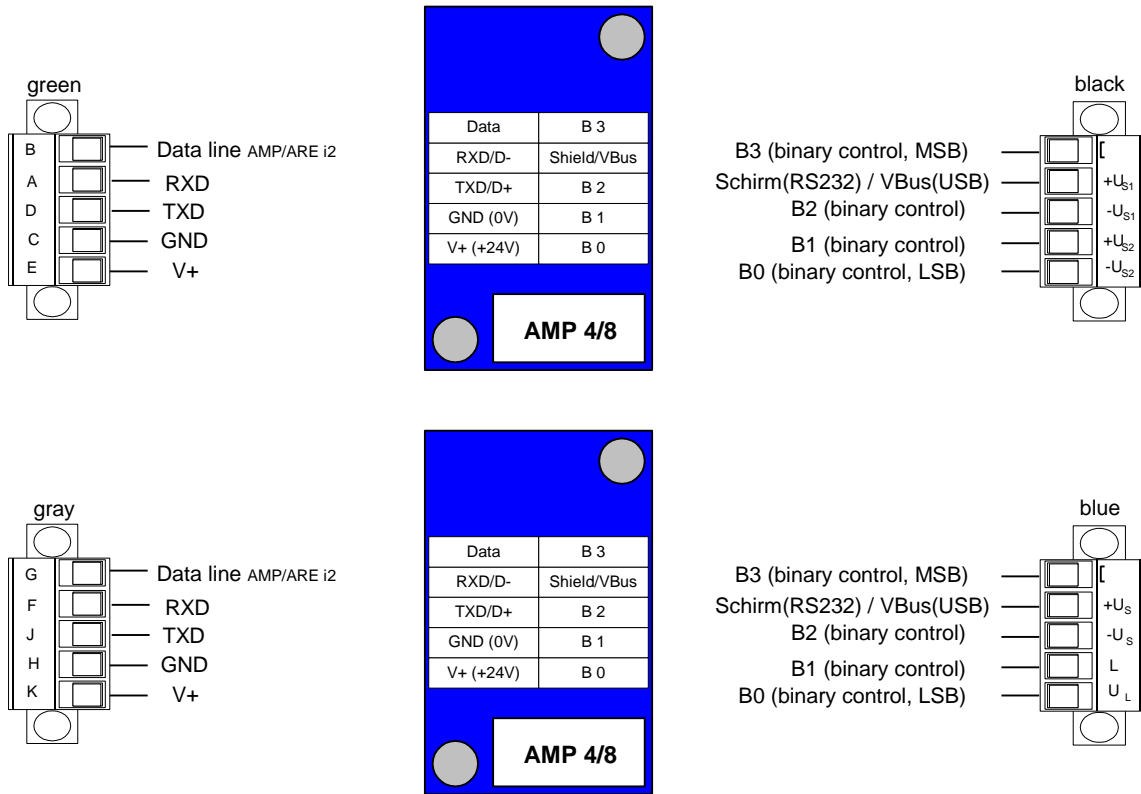 green
B Data line AMP/ARE i2
A RXD
D TXD
C GND
E V+
Data B 3
RXD/D- Shield/VBus
TXD/D+ B 2
GND (0V) B 1
V+ (+24V) B 0
AMP 4/8
black
B3 (binary control, MSB) [
Schirm(RS232) / VBus(USB) +US1
B2 (binary control) -US1
B1 (binary control) +US2
B0 (binary control, LSB) -US2
gray
G Data line AMP/ARE i2
F RXD
J TXD
H GND
K V+
Data B 3
RXD/D- Shield/VBus
TXD/D+ B 2
GND (0V) B 1
V+ (+24V) B 0
AMP 4/8
blue
B3 (binary control, MSB) [
Schirm(RS232) / VBus(USB) +US
B2 (binary control) -US
B1 (binary control) L
B0 (binary control, LSB) UL